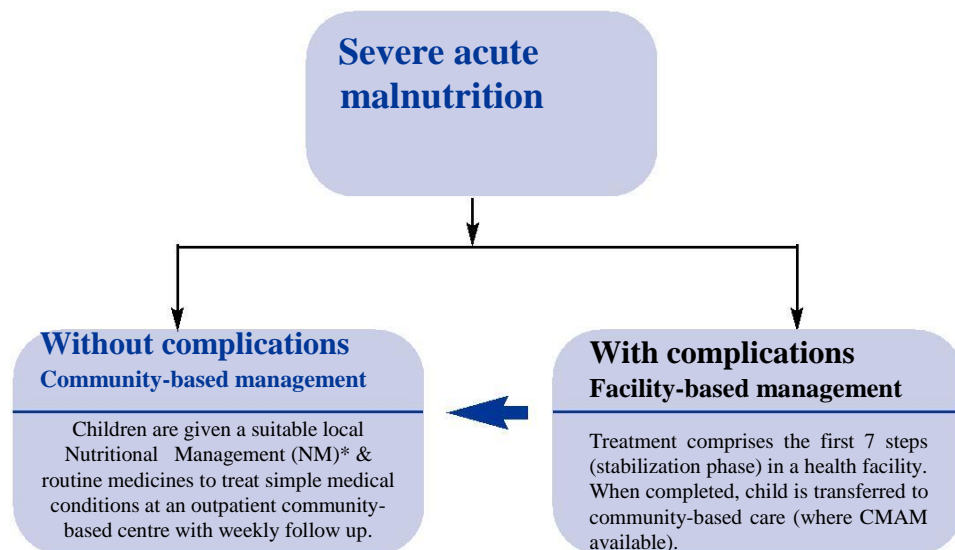 Severe acute
malnutrition
Without complications
Community-based management
Children are given a suitable local
Nutritional Management (NM)* &
routine medicines to treat simple medical
conditions at an outpatient community-
based centre with weekly follow up.
With complications
Facility-based management
Treatment comprises the first 7 steps
(stabilization phase) in a health facility.
When completed, child is transferred to
community-based care (where CMAM
available).